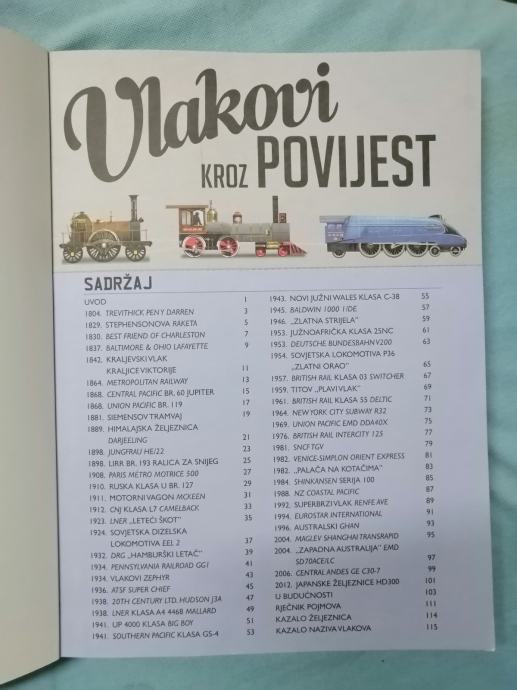 Vlakovi
KROZ POVIJEST
SADRŽAJ
UVOD 1
1804. TREVITHICK PEN Y DARREN 3
1829. STEPHENSONOVA RAKETA 5
1830. BEST FRIEND OF CHARLESTON 7
1837. BALTIMORE & OHIO LAFAYETTE 9
1842. KRALJEVSKI VLAK
KRALJICE VIKTORIJE 11
1864. METROPOLITAN RAILWAY 13
1868. CENTRAL PACIFIC BR. 60 JUPITER 15
1868. UNION PACIFIC BR. 119 17
1881. SIEMENSOV TRAMVAJ 19
1889. HIMALAJSKA ŽELJEZNICA
DARJEELING 21
1898. JUNGFRAU HE/22 23
1898. LIRR BR. 193 RALICA ZA SNIJEG 25
1908. PARIS MÉTRO MOTRICE 500 27
1910. RUSKA KLASA U BR. 127 29
1911. MOTORNI VAGON MCKEEN 31
1912. CNJ KLASA L7 CAMELBACK 33
1923. LNER „LETEĆI ŠKOT" 35
1924. SOVJETSKA DIZELSKA
LOKOMOTIVA EEL 2 37
1932. DRG „HAMBURŠKI LETAČ" 39
1934. PENNSYLVANIA RAILROAD GG1 41
1934. VLAKOVI ZEPHYR 43
1936. ATSF SUPER CHIEF 45
1938. 20TH CENTURY LTD. HUDSON J3A 47
1938. LNER KLASA A4 4468 MALLARD 49
1941. UP 4000 KLASA BIG BOY 51
1941. SOUTHERN PACIFIC KLASA GS-4 53
1943. NOVI JUŽNI WALES KLASA C-38 55
1945. BALDWIN 1000 1/DE 57
1946. „ZLATNA STRIJELA" 59
1953. JUŽNOAFRIČKA KLASA 25NC 61
1953. DEUTSCHE BUNDESBAHN V200 63
1954. SOVJETSKA LOKOMOTIVA P36
„ZLATNI ORAO" 65
1957. BRITISH RAIL KLASA 03 SWITCHER 67
1959. TITOV „PLAVI VLAK" 69
1961. BRITISH RAIL KLASA 55 DELTIC 71
1964. NEW YORK CITY SUBWAY R32 73
1969. UNION PACIFIC EMD DDA40X 75
1976. BRITISH RAIL INTERCITY 125 77
1981. SNCF TGV 79
1982. VENICE-SIMPLON ORIENT EXPRESS 81
1982. „PALAČA NA KOTAČIMA" 83
1984. SHINKANSEN SERIJA 100 85
1988. NZ COASTAL PACIFIC 87
1992. SUPERBRZI VLAK RENFE AVE 89
1994. EUROSTAR INTERNATIONAL 91
1996. AUSTRALSKI GHAN 93
2004. MAGLEV SHANGHAI TRANSRAPID 95
2004. „ZAPADNA AUSTRALIJA" EMD
SD70ACE/LC 97
2006. CENTRAL ANDES GE C30-7 99
2012. JAPANSKE ŽELJEZNICE HD300 101
U BUDUĆNOSTI 103
RJEČNIK POJMOVA 111
KAZALO ŽELJEZNICA 114
KAZALO NAZIVA VLAKOVA 115